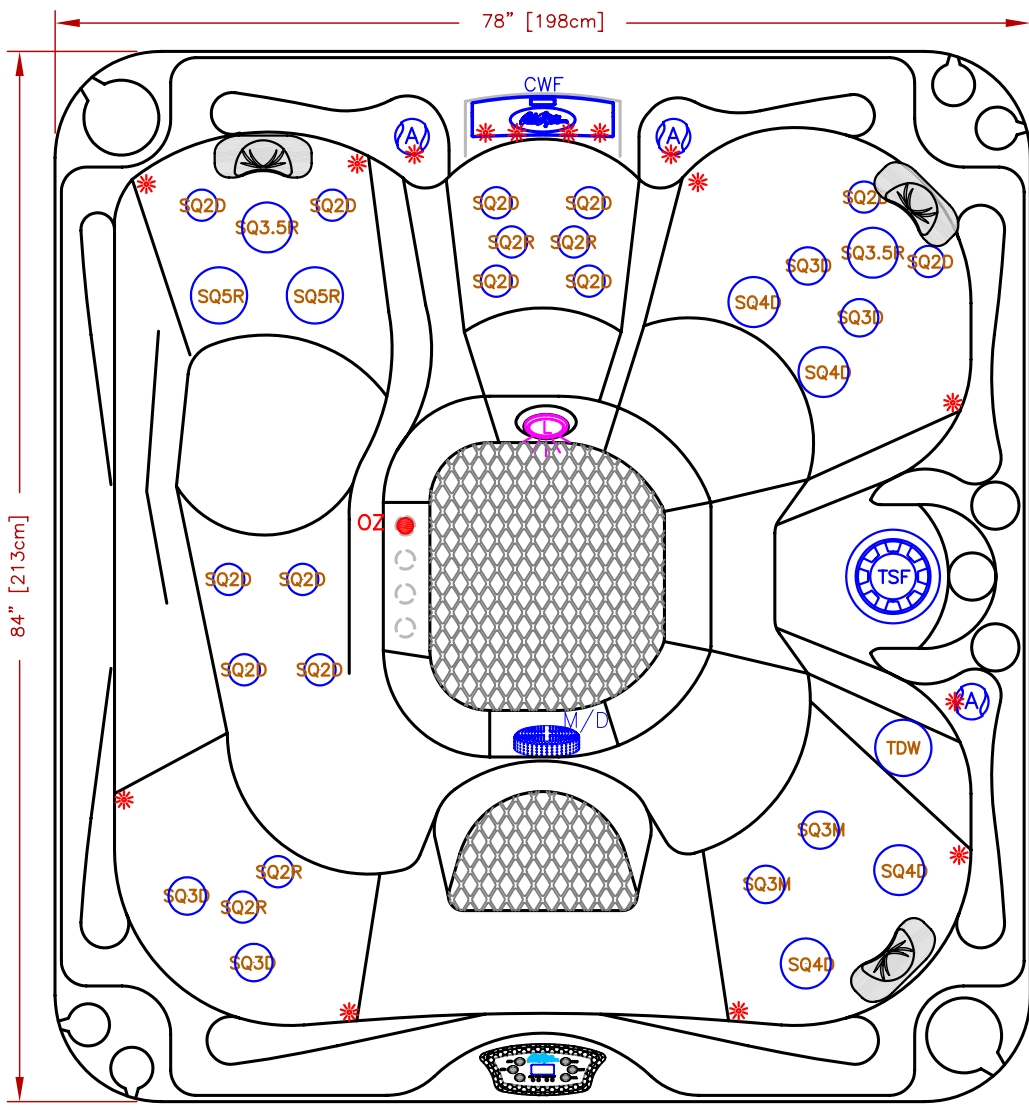 78” [198cm]
CWF
A
A
SQ2D
SQ2D
SQ3.5R
SQ5R
SQ5R
SQ2D
SQ2D
SQ2R
SQ2R
SQ2D
SQ2D
SQ2D
SQ3.5R
SQ2D
SQ3D
SQ4D
SQ3D
SQ4D
L
OZ
84” [213cm]
TSF
SQ2D
SQ2D
SQ2D
SQ2D
A
M/D
TDW
SQ3M
SQ3M
SQ4D
SQ4D
SQ2R
SQ3D
SQ2R
SQ3D